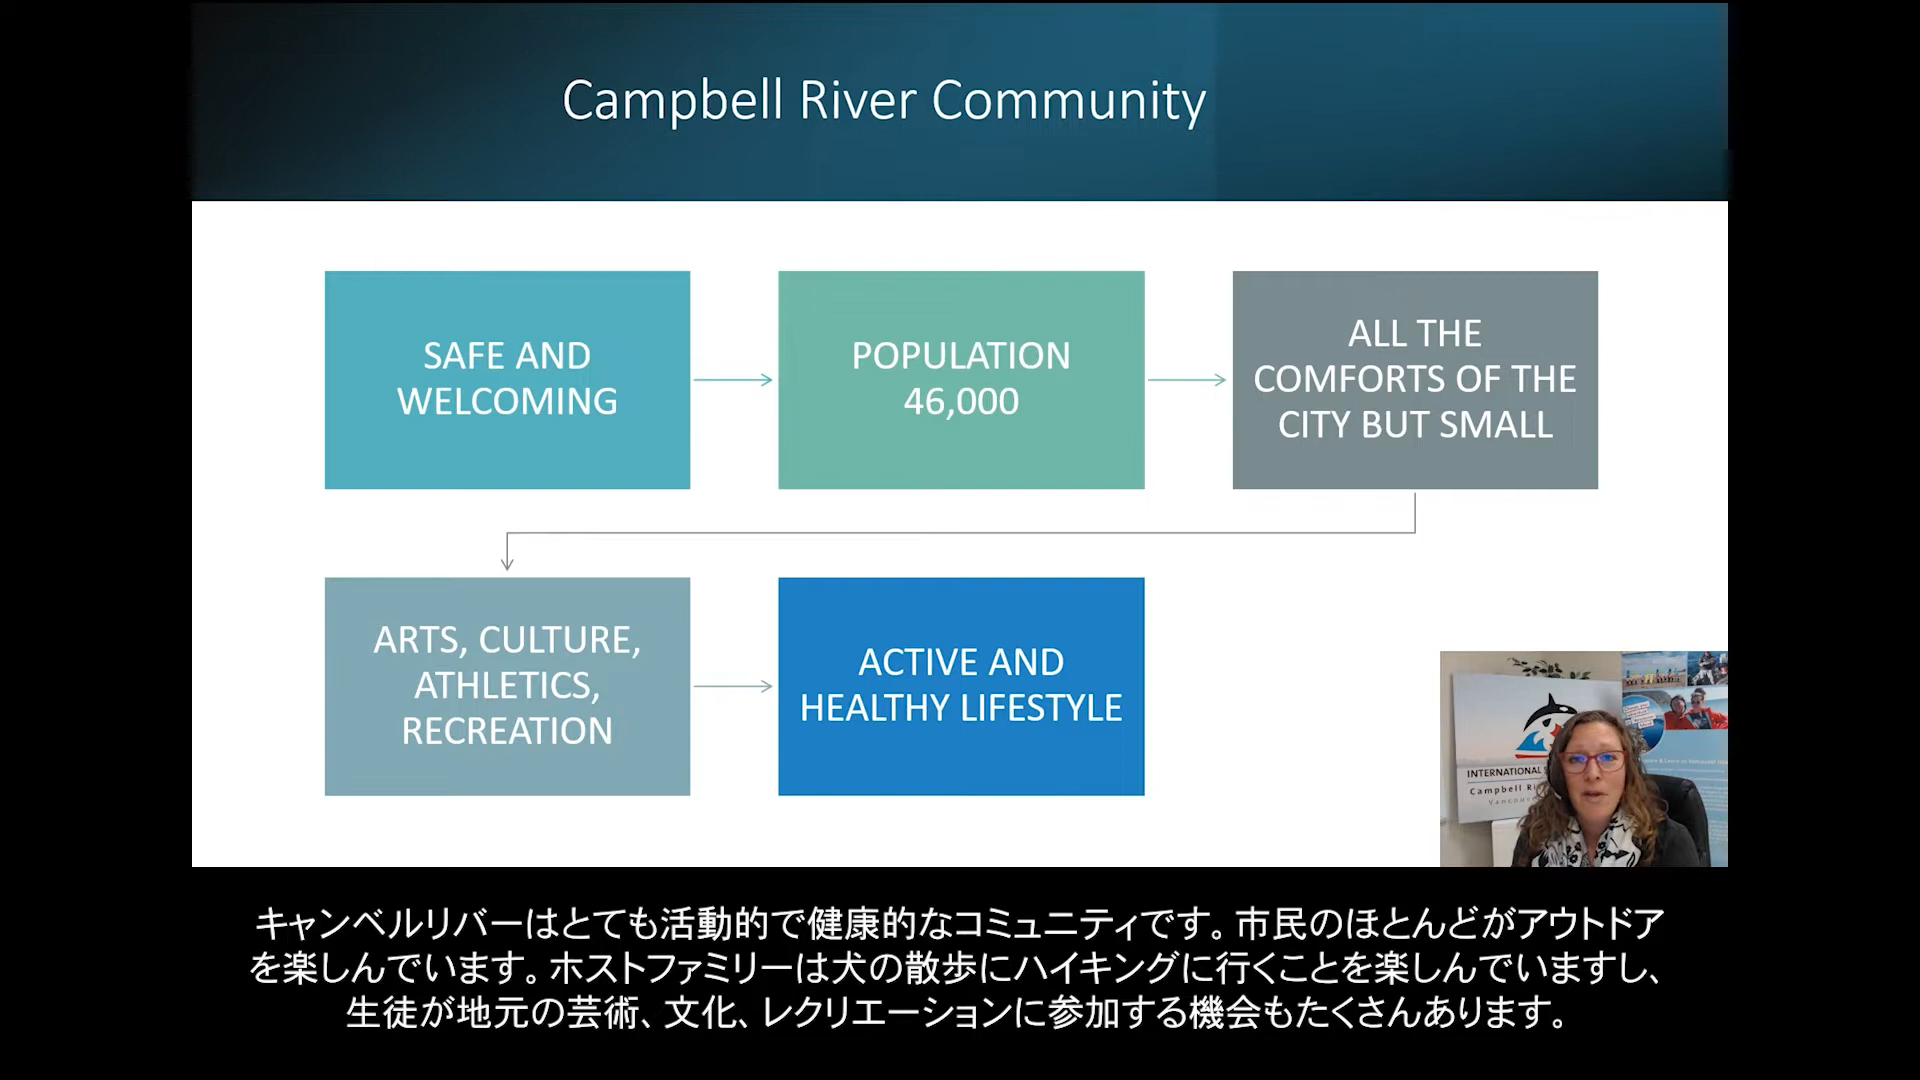 Campbell River Community
SAFE AND
WELCOMING
POPULATION
46,000
ALL THE
COMFORTS OF THE
CITY BUT SMALL
ARTS, CULTURE,
ATHLETICS,
RECREATION
ACTIVE AND
HEALTHY LIFESTYLE
INTERNATIONAL
Campbell
キャンベルリバーはとても活動的で健康的なコミュニティです。市民のほとんどがアウトドア
を楽しんでいます。ホストファミリーは犬の散歩にハイキングに行くことを楽しんでいますし、
生徒が地元の芸術、文化、レクリエーションに参加する機会もたくさんあります。